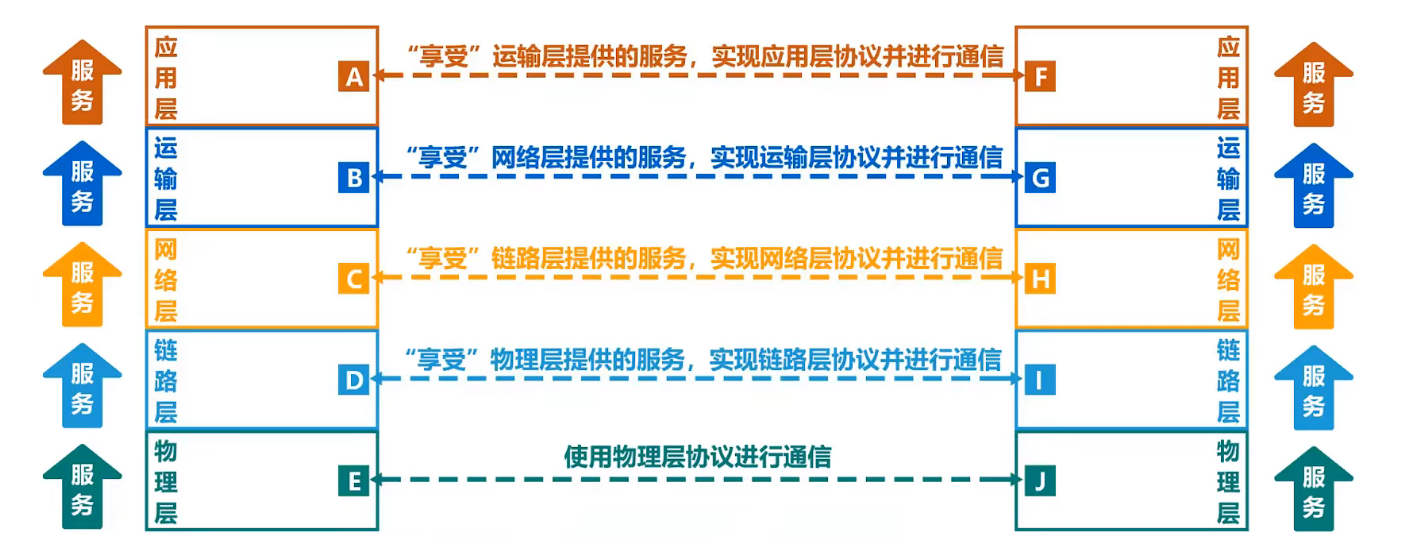 服务
应用层
A
“享受”运输层提供的服务，实现应用层协议并进行通信
F
应用层
服务
服务
运输层
B
“享受”网络层提供的服务，实现运输层协议并进行通信
G
运输层
服务
服务
网络层
C
“享受”链路层提供的服务，实现网络层协议并进行通信
H
网络层
服务
服务
链路层
D
“享受”物理层提供的服务，实现链路层协议并进行通信
I
链路层
服务
服务
物理层
E
使用物理层协议进行通信
J
物理层
服务